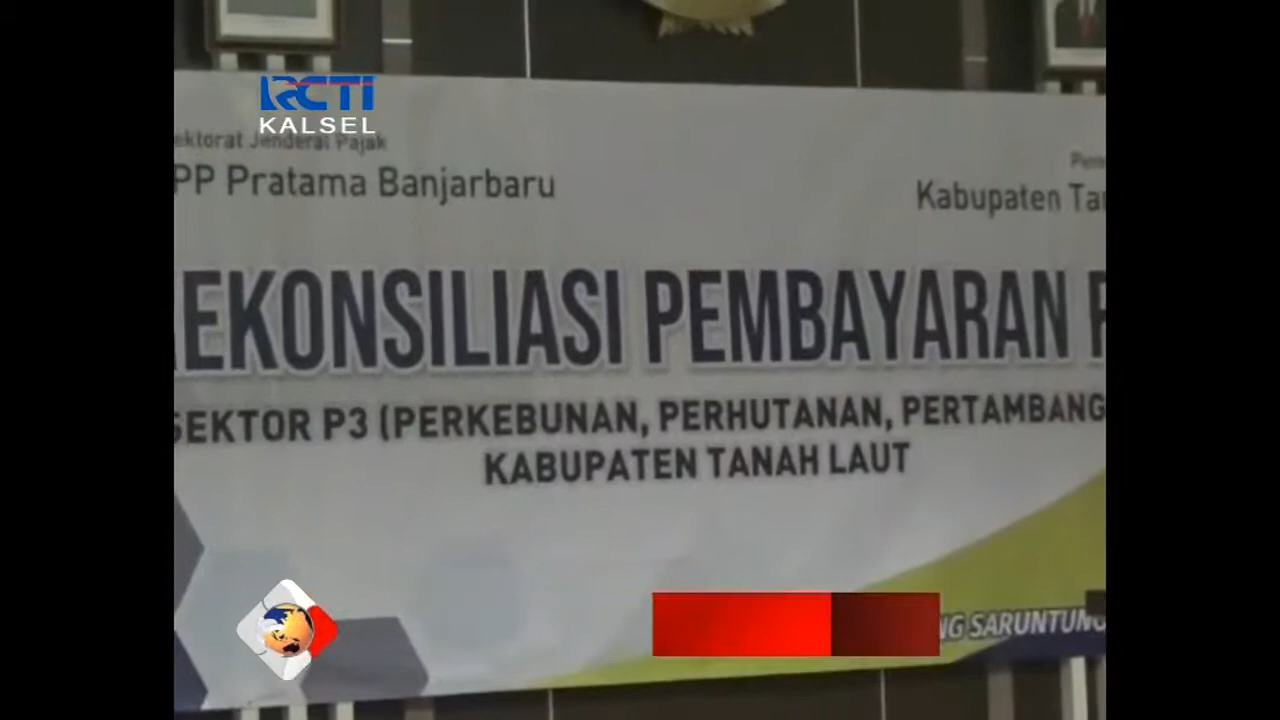 RCTI
KALSEL
ektorat Jenderal Pajak
PP Pratama Banjarbaru
Kabupaten Ta
EKONSILIASI PEMBAYARAN
SEKTOR P3 (PERKEBUNAN, PERHUTANAN, PERTAMBANG
KABUPATEN TANAH LAUT
NG SARUNTUNG